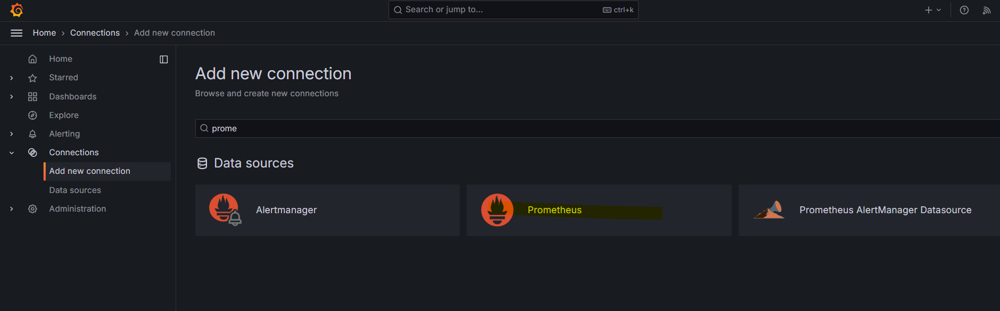 Search or jump to... ctrl+k
Home › Connections › Add new connection
Home
Starred
Dashboards
Explore
Alerting
Connections
Add new connection
Data sources
Administration
Add new connection
Browse and create new connections
prome
Data sources
Alertmanager
Prometheus
Prometheus AlertManager Datasource